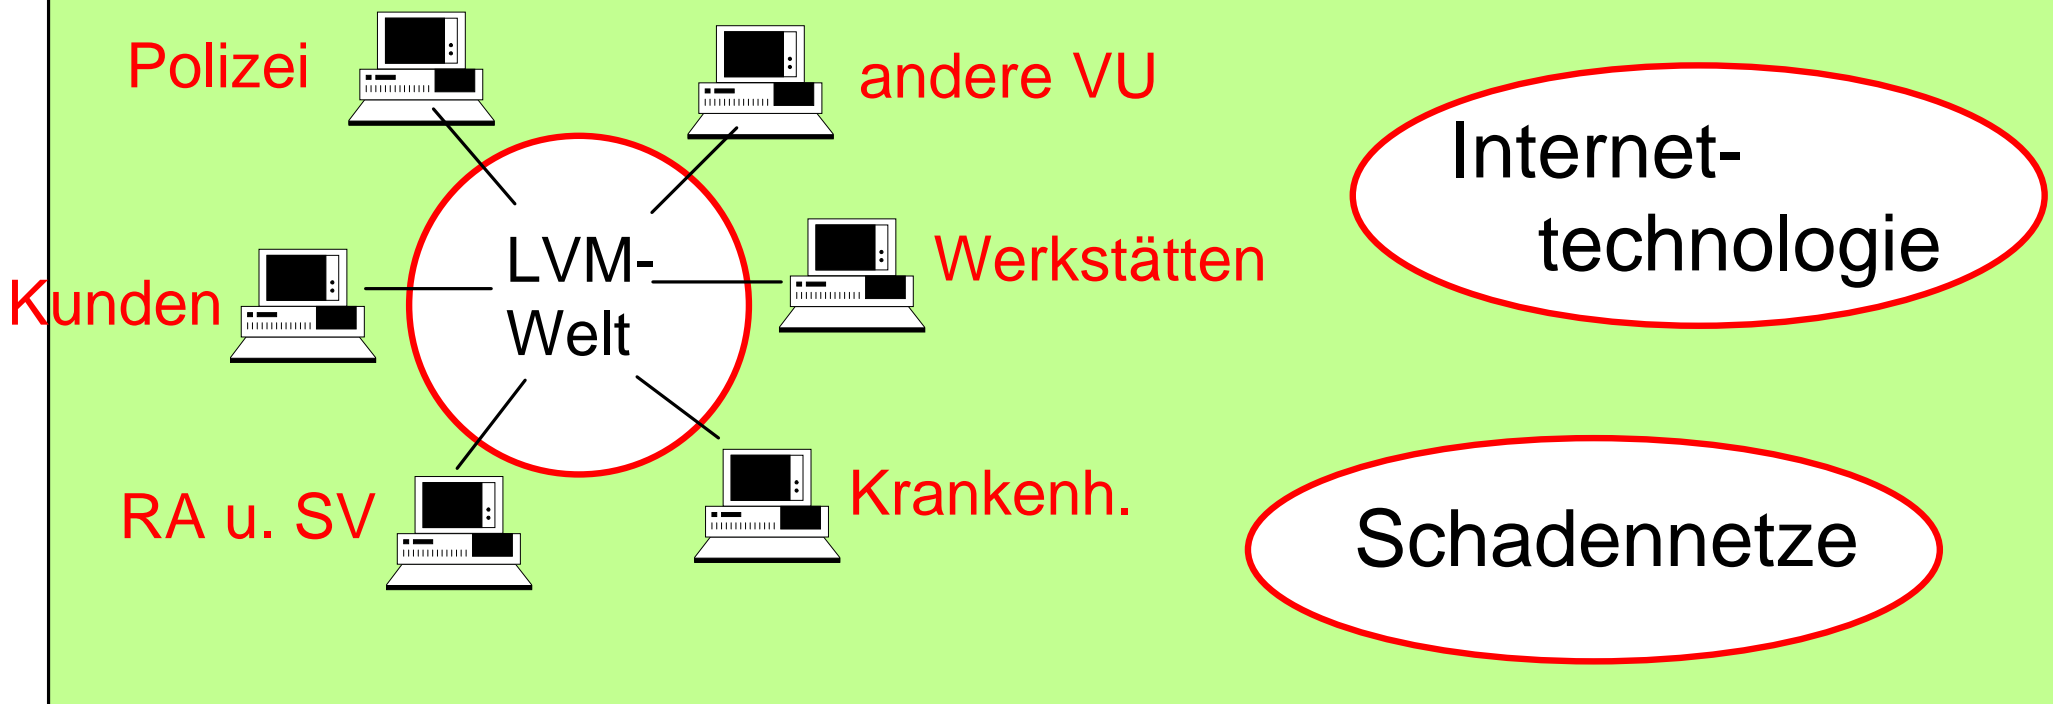 Polizei
andere VU
Internet-
technologie
LVM-
Welt
Werkstätten
Kunden
RA u. SV
Krankenh.
Schadennetze